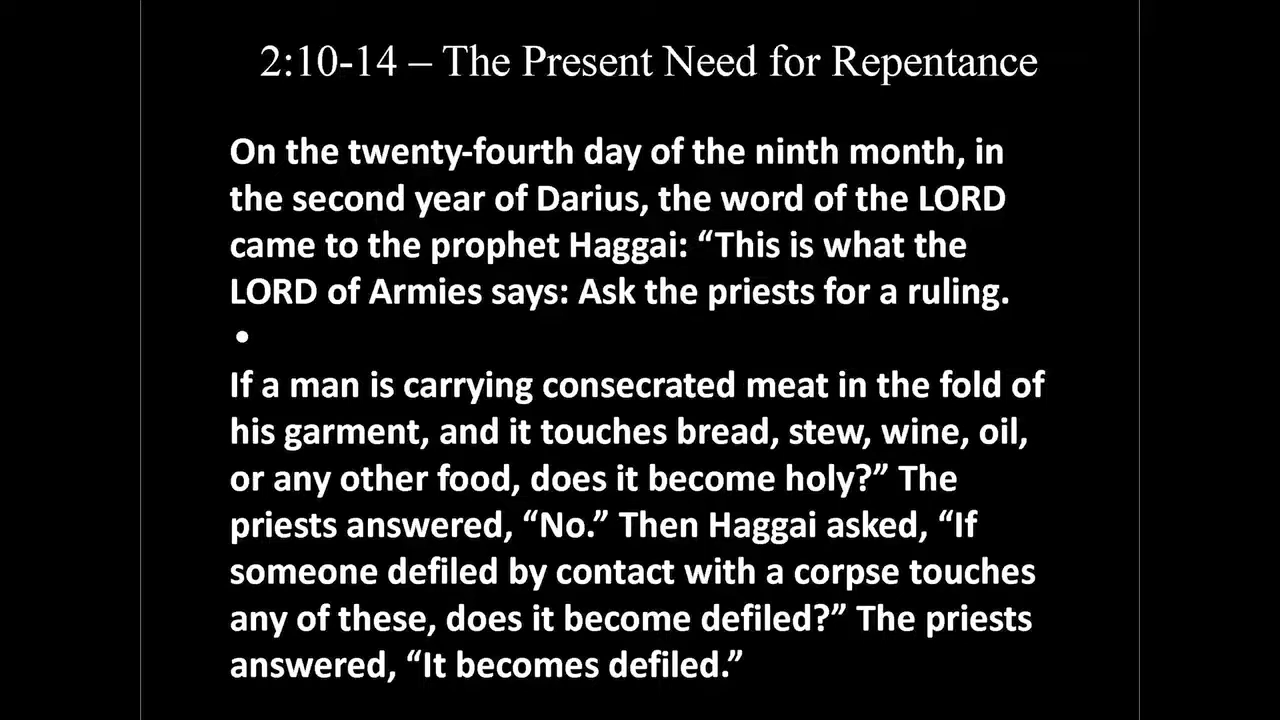 2:10-14 – The Present Need for Repentance
On the twenty-fourth day of the ninth month, in
the second year of Darius, the word of the LORD
came to the prophet Haggai: “This is what the
LORD of Armies says: Ask the priests for a ruling.
•
If a man is carrying consecrated meat in the fold of
his garment, and it touches bread, stew, wine, oil,
or any other food, does it become holy?” The
priests answered, “No.” Then Haggai asked, “If
someone defiled by contact with a corpse touches
any of these, does it become defiled?” The priests
answered, “It becomes defiled.”